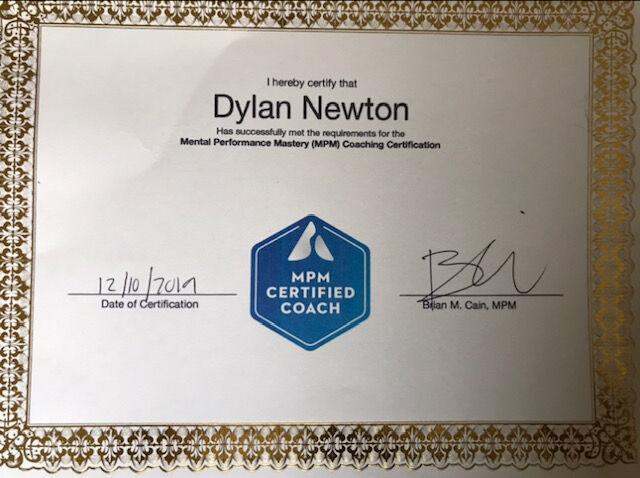 I hereby certify that
Dylan Newton
Has successfully met the requirements for the
Mental Performance Mastery (MPM) Coaching Certification
MPM
CERTIFIED
COACH
12/10/2019
Date of Certification
Brian M. Cain, MPM